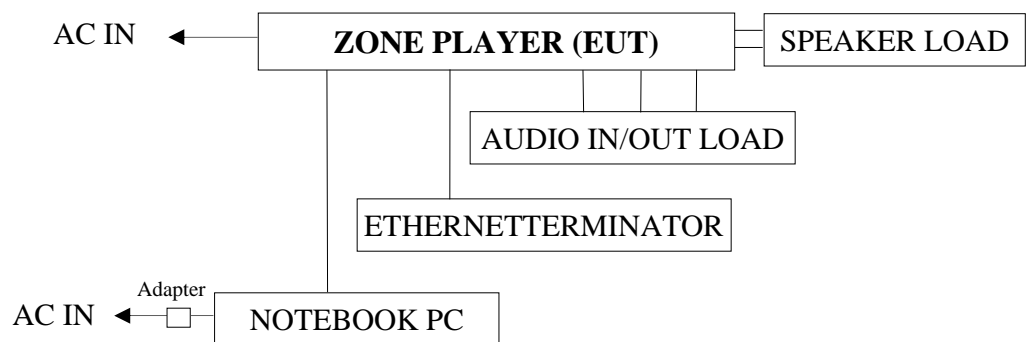 AC IN
ZONE PLAYER (EUT)
SPEAKER LOAD
AUDIO IN/OUT LOAD
ETHERNETTERMINATOR
Adapter
AC IN
NOTEBOOK PC